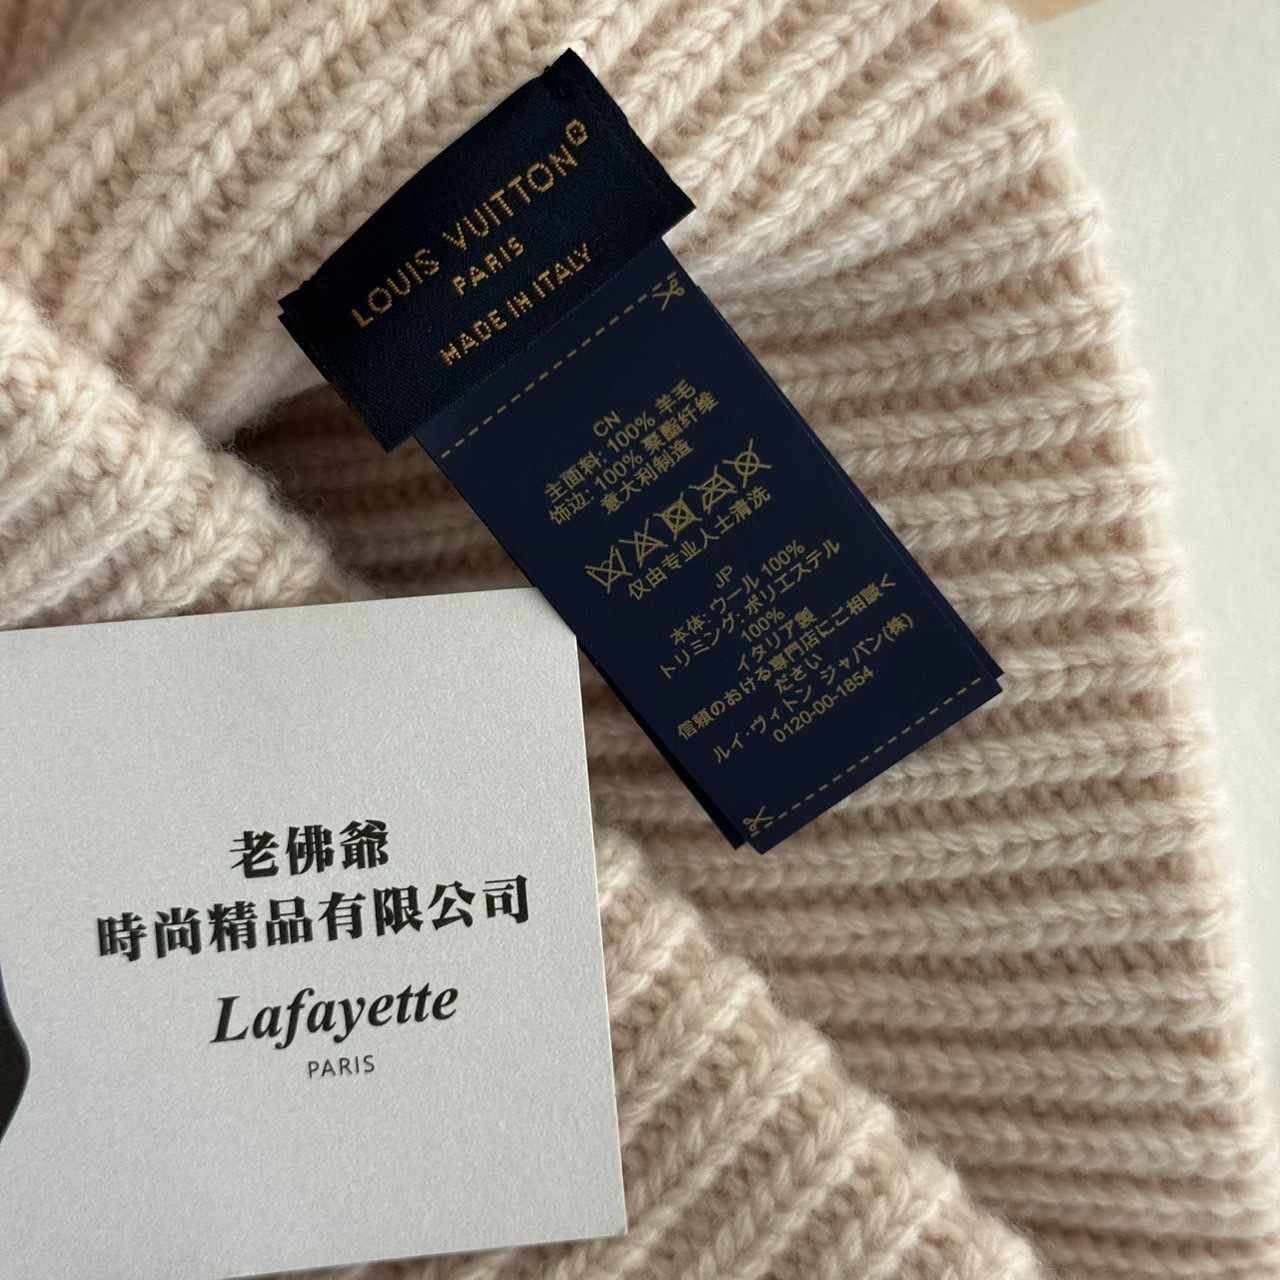 LOUIS VUITTON®
PARIS
MADE IN ITALY
CN
主面料: 100% 羊毛
饰边: 100% 聚酯纤维
意大利制造
仅由专业人士清洗
JP
本体: ウール 100%
トリミング: ポリエステル
100%
イタリア製
信頼のおける専門店にご相談く
ださい
ルイ·ヴィトン ジャパン(株)
0120-00-1854
老佛爺
時尚精品有限公司
Lafayette
PARIS